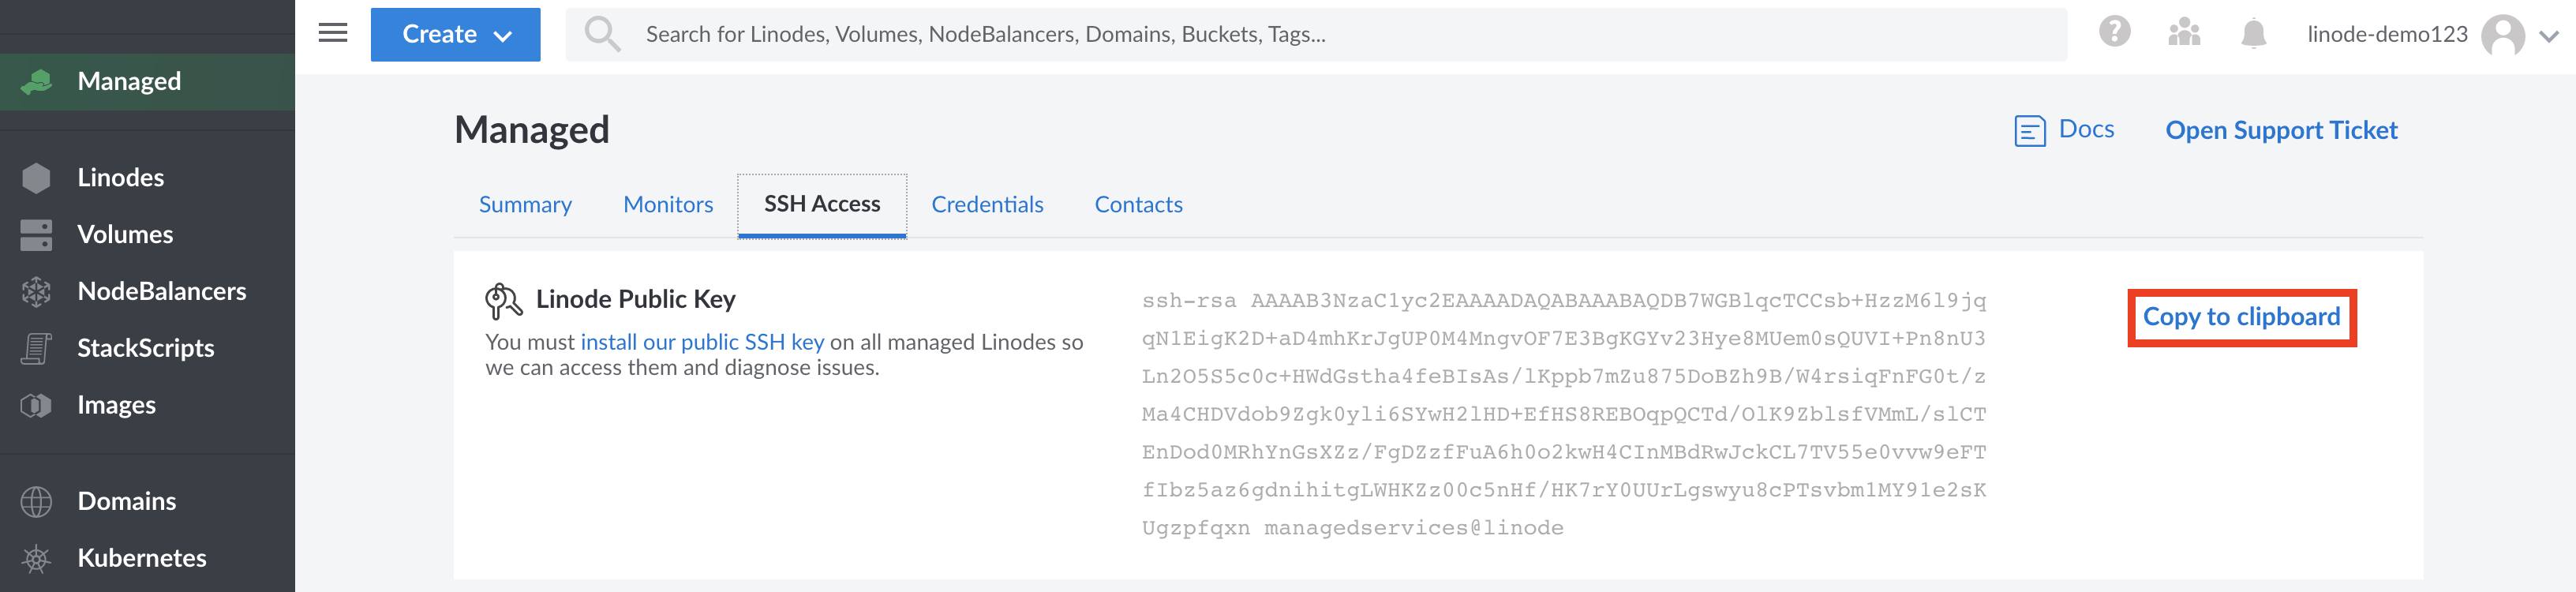 Create
Search for Linodes, Volumes, NodeBalancers, Domains, Buckets, Tags...
linode-demo123
Managed
Linodes
Volumes
NodeBalancers
StackScripts
Images
Domains
Kubernetes
Managed
Docs
Open Support Ticket
Summary
Monitors
SSH Access
Credentials
Contacts
Linode Public Key
You must install our public SSH key on all managed Linodes so
we can access them and diagnose issues.
ssh-rsa AAAAB3NzaC1yc2EAAAADAQABAAABAQDB7WGBlqcTCCsb+HzzM6l9jq
qN1EigK2D+aD4mhKrJgUP0M4MngvOF7E3BgKGYv23Hye8MUem0sQUVI+Pn8nU3
Ln2O5S5c0c+HWdGstha4feBIsAs/lKppb7mZu875DoBZh9B/W4rsiqFnFG0t/z
Ma4CHDVdob9Zgk0yli6SYwH2lHD+EfHS8REBOqpQCTd/OlK9ZblsfVMmL/slCT
EnDod0MRhYnGsXZz/FgDZzfFuA6h0o2kwH4CInMBdRwJckCL7TV55e0vvw9eFT
fIbz5az6gdnihitgLWHKZz00c5nHf/HK7rY0UUrLgswyu8cPTsvbm1MY91e2sK
Ugzpfqxn managedservices@linode
Copy to clipboard